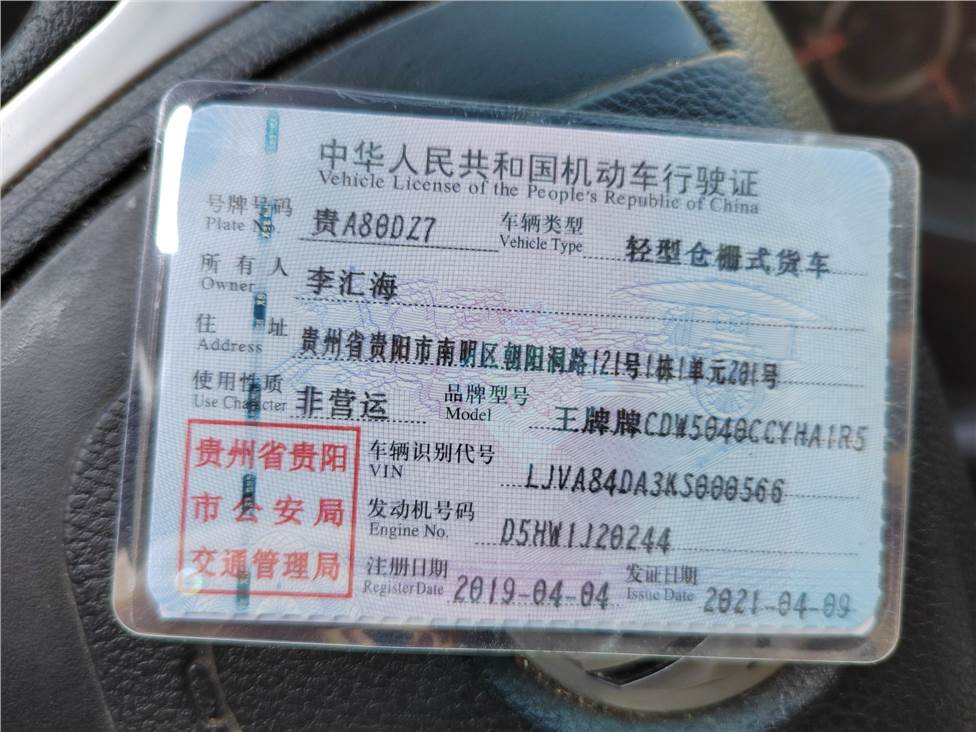 中华人民共和国机动车行驶证
Vehicle License of the People's Republic of China
号牌号码 贵A80DZ7 车辆类型 轻型仓栅式货车
Plate No. Vehicle Type
所有人 李汇海
Owner
住址 贵州省贵阳市南明区朝阳洞路121号1栋1单元201号
Address
使用性质 非营运 品牌型号 王牌牌CDW5040CCYHA1R5
Use Character Model
贵州省贵阳
市公安局
交通管理局
车辆识别代号 LJVA84DA3KS000566
VIN
发动机号码 D5HW1J20244
Engine No.
注册日期 2019-04-04 发证日期 2021-04-09
Register Date Issue Date